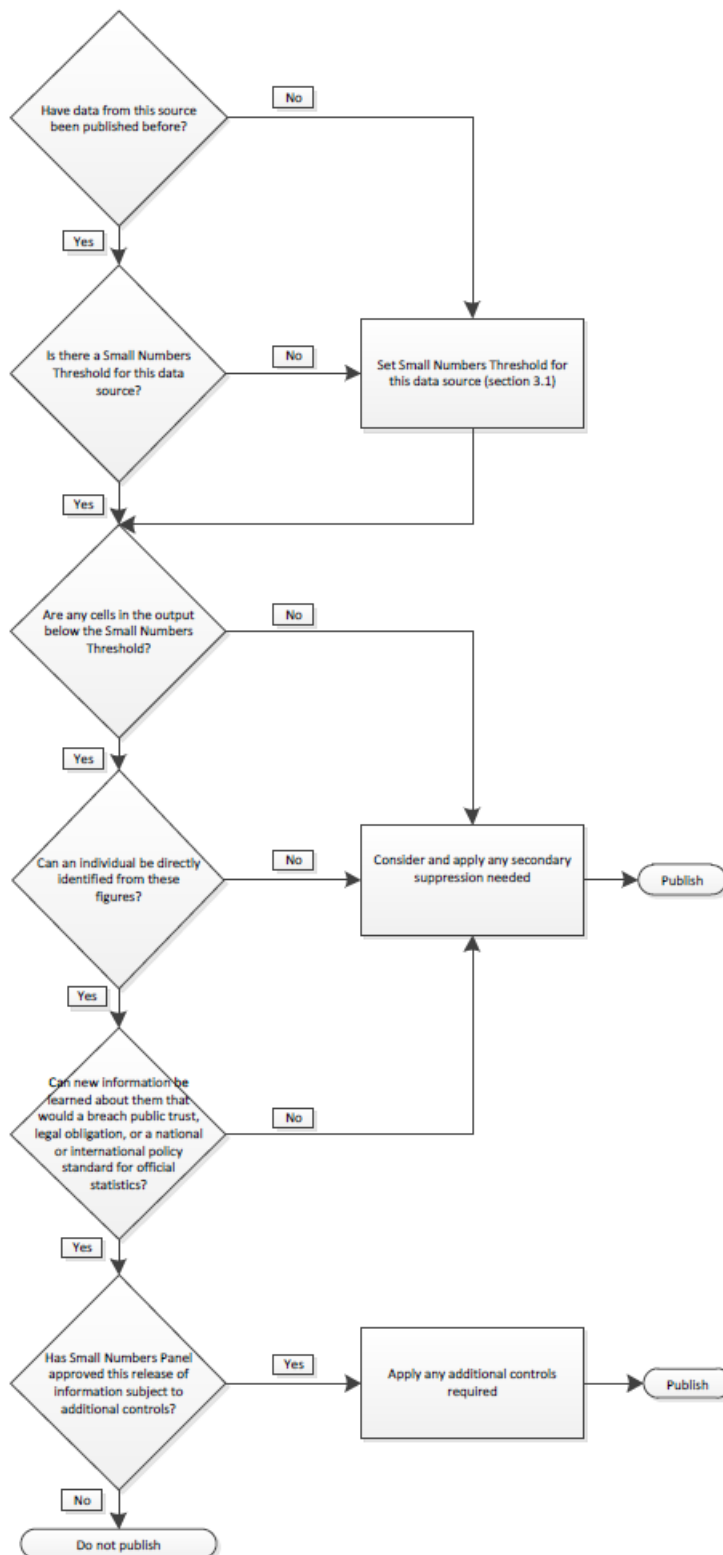 No
Have data from this source
been published before?
Yes
Is there a Small Numbers
Threshold for this data
source?
No
Set Small Numbers Threshold for
this data source (section 3.1)
Yes
Are any cells in the output
below the Small Numbers
Threshold?
No
Yes
Can an individual be directly
identified from these
figures?
No
Consider and apply any secondary
suppression needed
Publish
Yes
Can new information be
learned about them that
would a breach public trust,
legal obligation, or a national
or international policy
standard for official
statistics?
No
Yes
Has Small Numbers Panel
approved this release of
information subject to
additional controls?
Yes
Apply any additional controls
required
Publish
No
Do not publish